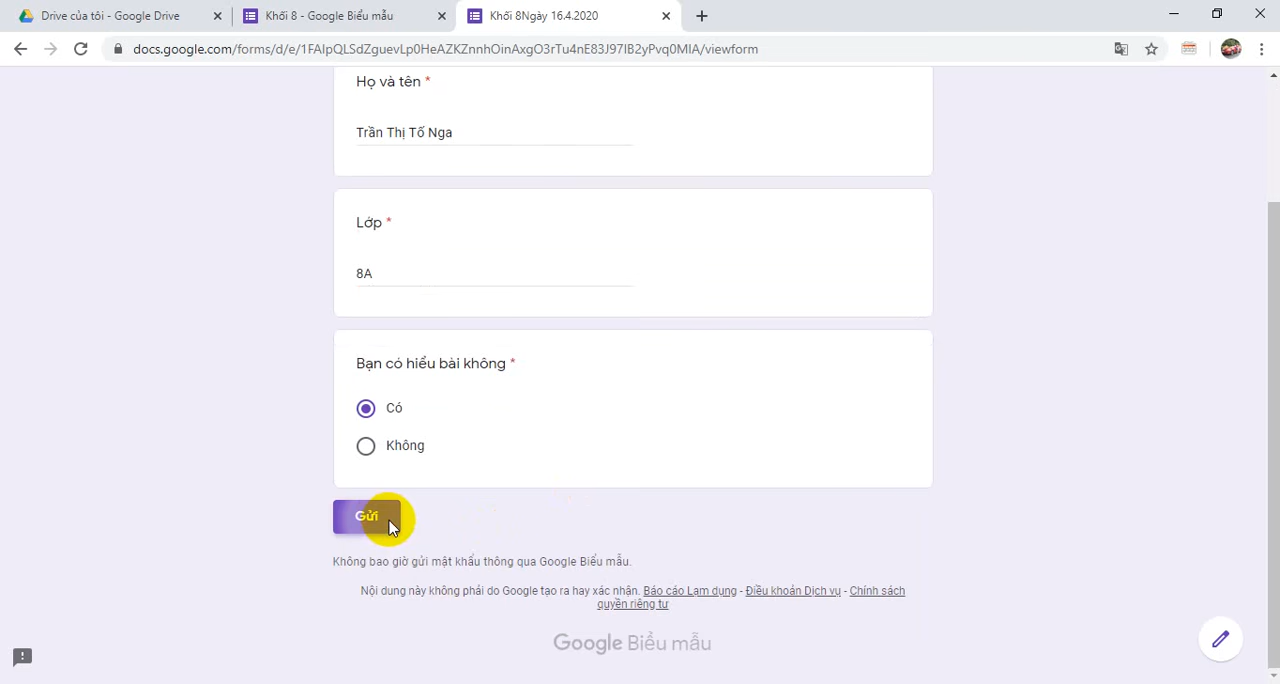 Drive của tôi - Google Drive
Khối 8 - Google Biểu mẫu
Khối 8Ngày 16.4.2020
docs.google.com/forms/d/e/1FAIpQLSdZguevLp0HeAZKZnnhOinAxgO3rTu4nE83J97IB2yPvq0MIA/viewform
Họ và tên *
Trần Thị Tố Nga
Lớp *
8A
Bạn có hiểu bài không *
Có
Không
Gửi
Không bao giờ gửi mật khẩu thông qua Google Biểu mẫu.
Nội dung này không phải do Google tạo ra hay xác nhận. Báo cáo Lạm dụng - Điều khoản Dịch vụ - Chính sách
quyền riêng tư
Google Biểu mẫu